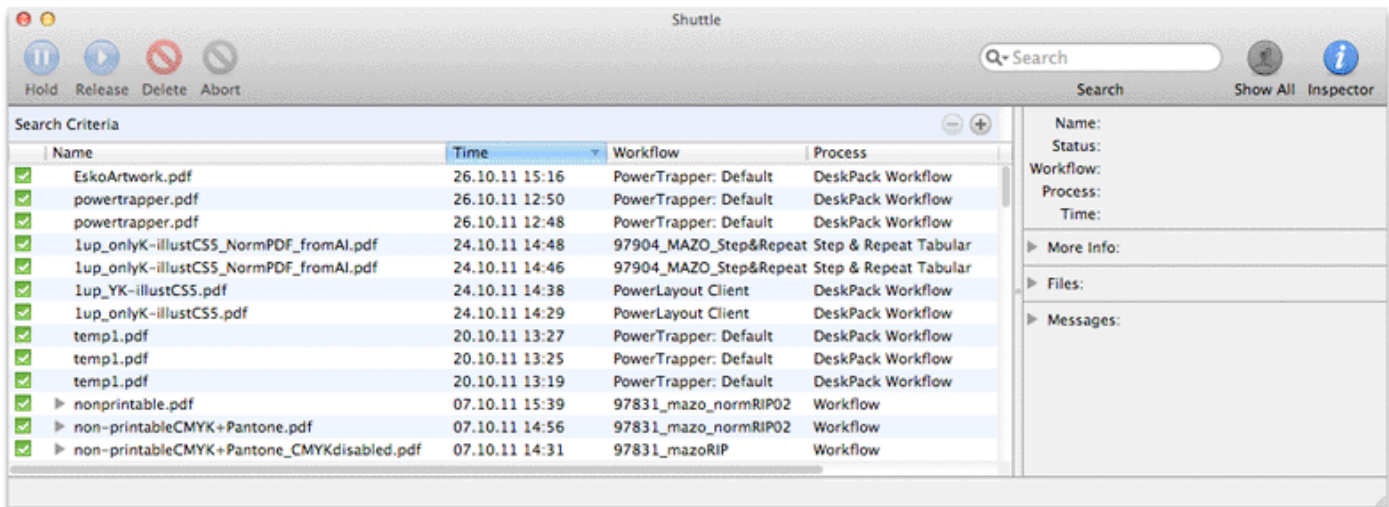 Shuttle
Hold Release Delete Abort
Search
Search Show All Inspector
Search Criteria
Name Time Workflow Process
EskoArtwork.pdf 26.10.11 15:16 PowerTrapper: Default DeskPack Workflow
powertrapper.pdf 26.10.11 12:50 PowerTrapper: Default DeskPack Workflow
powertrapper.pdf 26.10.11 12:48 PowerTrapper: Default DeskPack Workflow
1up_onlyK-illustCS5_NormPDF_fromAI.pdf 24.10.11 14:48 97904_MAZO_Step&Repeat Step & Repeat Tabular
1up_onlyK-illustCS5_NormPDF_fromAI.pdf 24.10.11 14:46 97904_MAZO_Step&Repeat Step & Repeat Tabular
1up_YK-illustCS5.pdf 24.10.11 14:38 PowerLayout Client DeskPack Workflow
1up_onlyK-illustCS5.pdf 24.10.11 14:29 PowerLayout Client DeskPack Workflow
temp1.pdf 20.10.11 13:27 PowerTrapper: Default DeskPack Workflow
temp1.pdf 20.10.11 13:25 PowerTrapper: Default DeskPack Workflow
temp1.pdf 20.10.11 13:19 PowerTrapper: Default DeskPack Workflow
nonprintable.pdf 07.10.11 15:39 97831_mazo_normRIP02 Workflow
non-printableCMYK+Pantone.pdf 07.10.11 14:56 97831_mazo_normRIP02 Workflow
non-printableCMYK+Pantone_CMYKdisabled.pdf 07.10.11 14:31 97831_mazoRIP Workflow
Name:
Status:
Workflow:
Process:
Time:
More Info:
Files:
Messages: